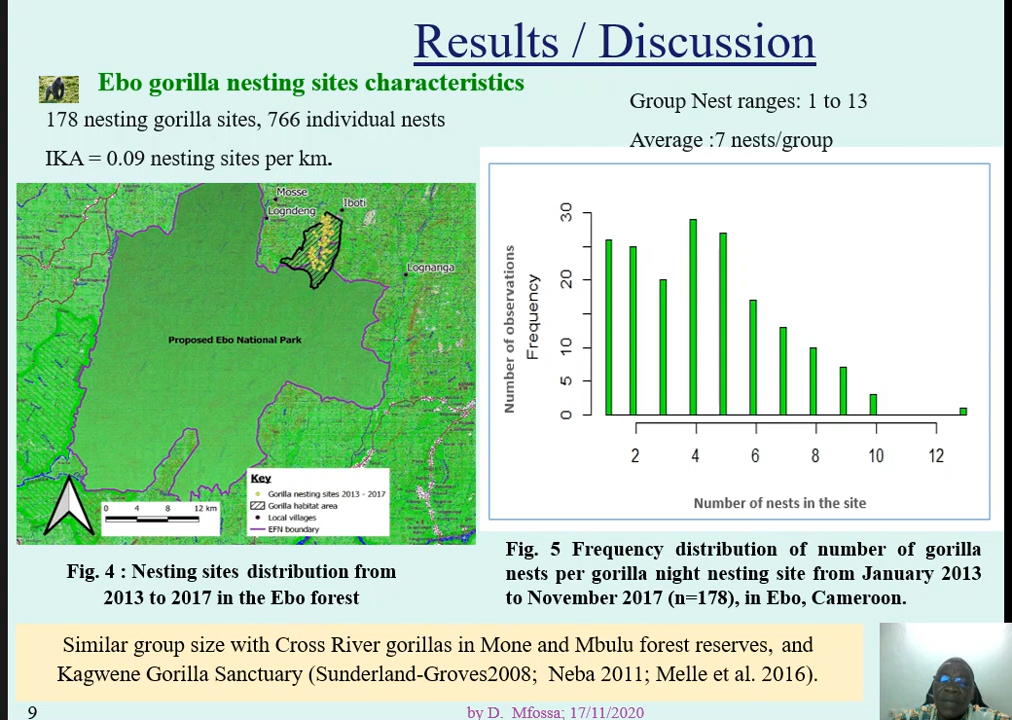 Results / Discussion
Ebo gorilla nesting sites characteristics
178 nesting gorilla sites, 766 individual nests
IKA = 0.09 nesting sites per km.
Group Nest ranges: 1 to 13
Average :7 nests/group
Mosse
Logndeng
Iboti
Lognanga
Proposed Ebo National Park
Key
Gorilla nesting sites 2013 - 2017
Gorilla habitat area
Local villages
EFN boundary
0 4 8 12 km
Fig. 4 : Nesting sites distribution from
2013 to 2017 in the Ebo forest
Number of observations
Frequency
30
20
10
5
0
2 4 6 8 10 12
Number of nests in the site
Fig. 5 Frequency distribution of number of gorilla
nests per gorilla night nesting site from January 2013
to November 2017 (n=178), in Ebo, Cameroon.
Similar group size with Cross River gorillas in Mone and Mbulu forest reserves, and
Kagwene Gorilla Sanctuary (Sunderland-Groves2008; Neba 2011; Melle et al. 2016).
9
by D. Mfossa; 17/11/2020